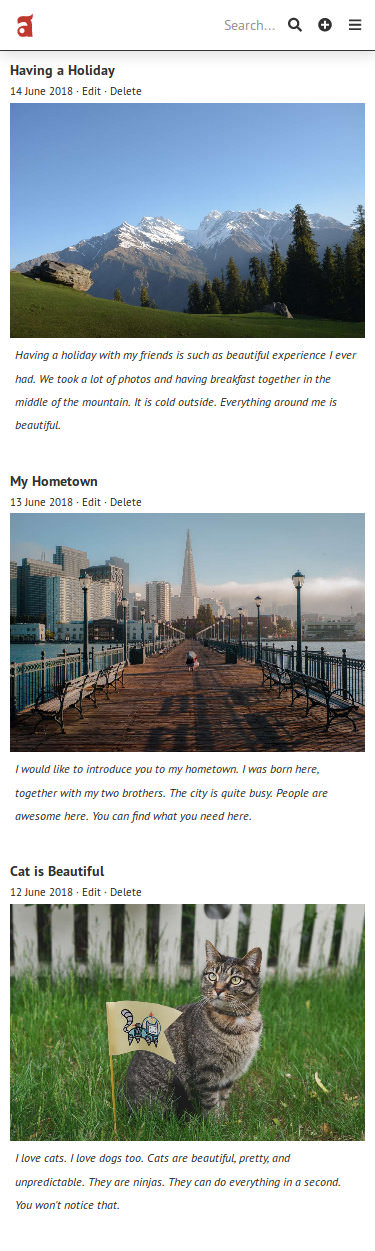 a
Search...
Having a Holiday
14 June 2018 · Edit · Delete
Having a holiday with my friends is such as beautiful experience I ever
had. We took a lot of photos and having breakfast together in the
middle of the mountain. It is cold outside. Everything around me is
beautiful.
My Hometown
13 June 2018 · Edit · Delete
I would like to introduce you to my hometown. I was born here,
together with my two brothers. The city is quite busy. People are
awesome here. You can find what you need here.
Cat is Beautiful
12 June 2018 · Edit · Delete
I love cats. I love dogs too. Cats are beautiful, pretty, and
unpredictable. They are ninjas. They can do everything in a second.
You won't notice that.